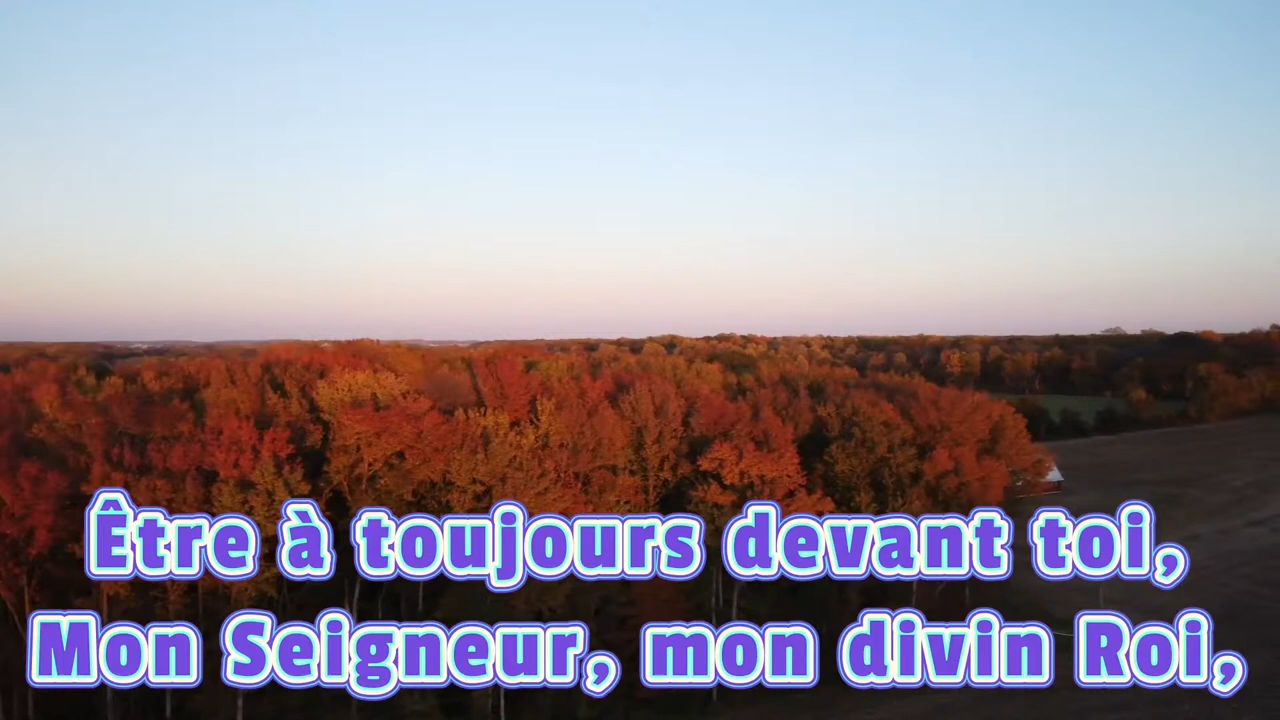 Être à toujours devant toi,
Mon Seigneur, mon divin Roi,